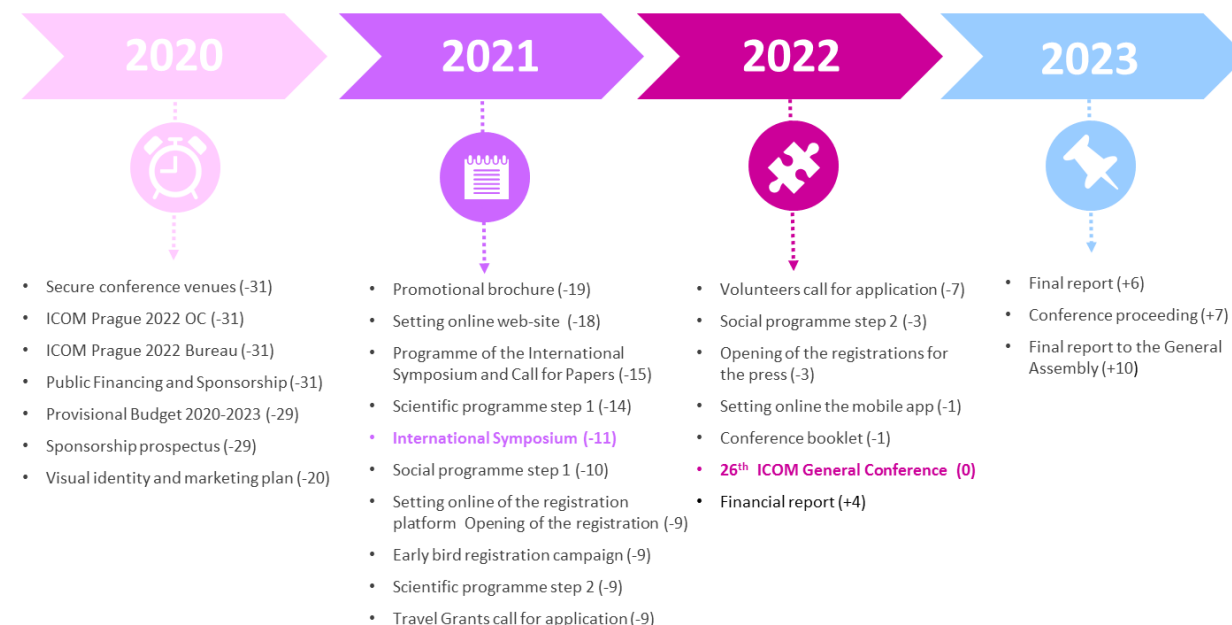 2020
2021
2022
2023
• Secure conference venues (-31)
• ICOM Prague 2022 OC (-31)
• ICOM Prague 2022 Bureau (-31)
• Public Financing and Sponsorship (-31)
• Provisional Budget 2020-2023 (-29)
• Sponsorship prospectus (-29)
• Visual identity and marketing plan (-20)
• Promotional brochure (-19)
• Setting online web-site (-18)
• Programme of the International
Symposium and Call for Papers (-15)
• Scientific programme step 1 (-14)
• International Symposium (-11)
• Social programme step 1 (-10)
• Setting online of the registration
platform Opening of the registration (-9)
• Early bird registration campaign (-9)
• Scientific programme step 2 (-9)
• Travel Grants call for application (-9)
• Volunteers call for application (-7)
• Social programme step 2 (-3)
• Opening of the registrations for
the press (-3)
• Setting online the mobile app (-1)
• Conference booklet (-1)
• 26th ICOM General Conference (0)
• Financial report (+4)
• Final report (+6)
• Conference proceeding (+7)
• Final report to the General
Assembly (+10)